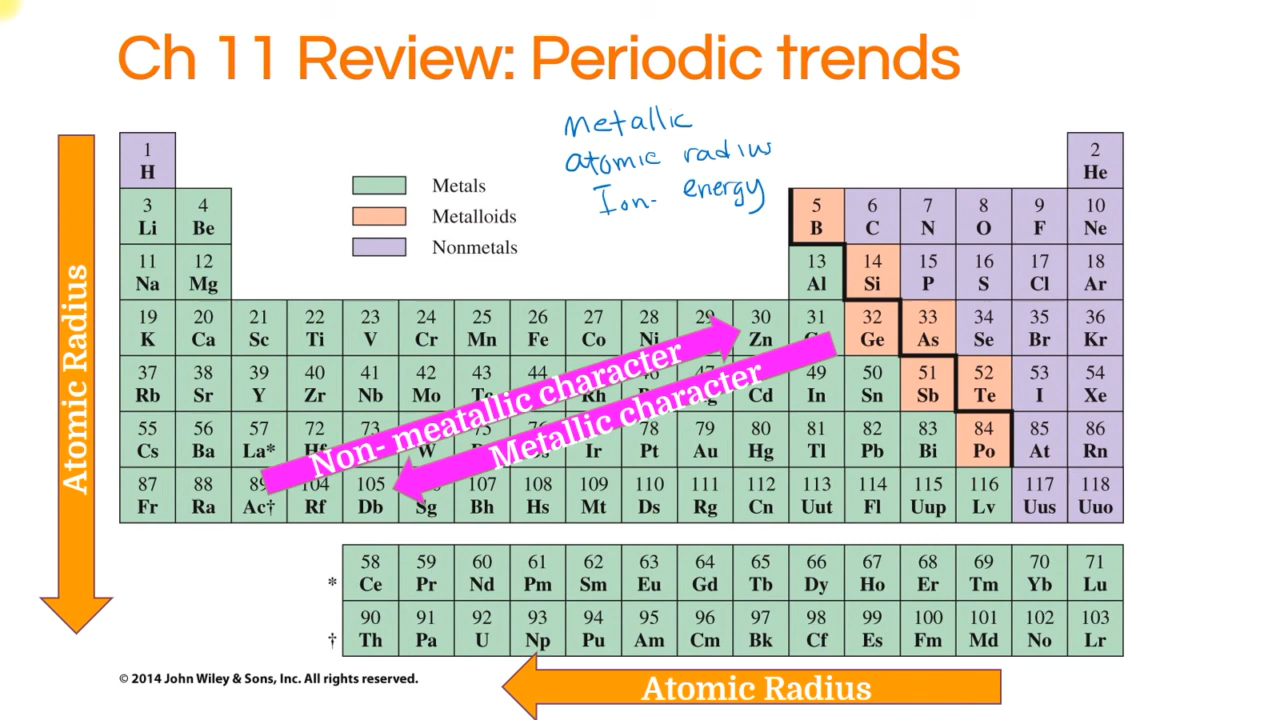 Ch 11 Review: Periodic trends
metallic
atomic radius
Ion. energy
Metals
Metalloids
Nonmetals
Atomic Radius
1 2
H He
3 4 5 6 7 8 9 10
Li Be B C N O F Ne
11 12 13 14 15 16 17 18
Na Mg Al Si P S Cl Ar
19 20 21 22 23 24 25 26 27 28 29 30 31 32 33 34 35 36
K Ca Sc Ti V Cr Mn Fe Co Ni Zn Ge As Se Br Kr
37 38 39 40 41 42 43 44 49 50 51 52 53 54
Rb Sr Y Zr Nb Mo Rh Cd In Sn Sb Te I Xe
55 56 57 72 73 78 79 80 81 82 83 84 85 86
Cs Ba La* Hf W Ir Pt Au Hg Tl Pb Bi Po At Rn
87 88 89 104 105 107 108 109 110 111 112 113 114 115 116 117 118
Fr Ra Ac† Rf Db Sg Bh Hs Mt Ds Rg Cn Uut Fl Uup Lv Uus Uuo
Non- meatallic character
Metallic character
58 59 60 61 62 63 64 65 66 67 68 69 70 71
* Ce Pr Nd Pm Sm Eu Gd Tb Dy Ho Er Tm Yb Lu
90 91 92 93 94 95 96 97 98 99 100 101 102 103
† Th Pa U Np Pu Am Cm Bk Cf Es Fm Md No Lr
© 2014 John Wiley & Sons, Inc. All rights reserved.
Atomic Radius